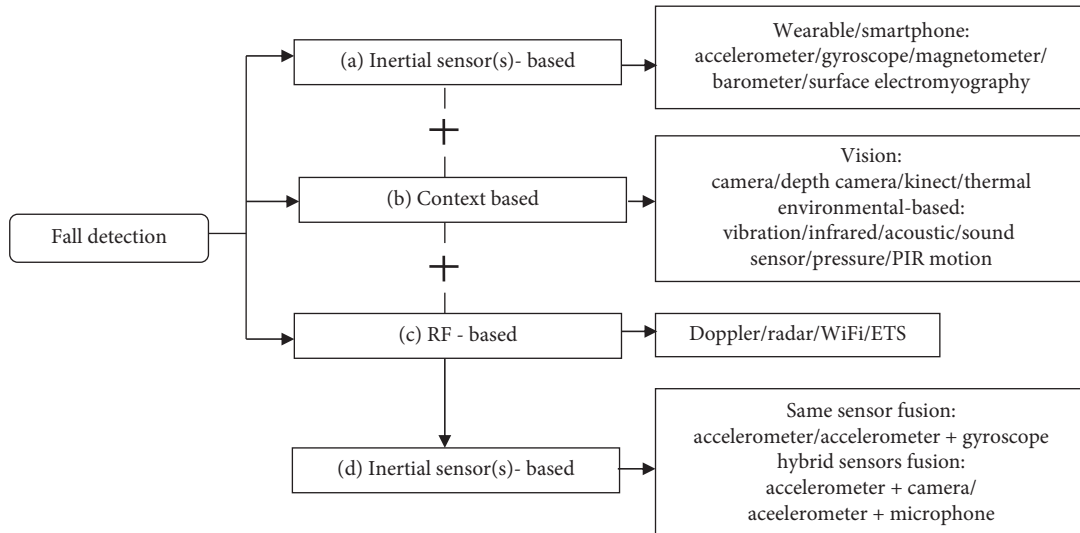 Fall detection
(a) Inertial sensor(s)- based
Wearable/smartphone:
accelerometer/gyroscope/magnetometer/
barometer/surface electromyography
+
(b) Context based
Vision:
camera/depth camera/kinect/thermal
environmental-based:
vibration/infrared/acoustic/sound
sensor/pressure/PIR motion
+
(c) RF - based
Doppler/radar/WiFi/ETS
(d) Inertial sensor(s)- based
Same sensor fusion:
accelerometer/accelerometer + gyroscope
hybrid sensors fusion:
accelerometer + camera/
aceelerometer + microphone